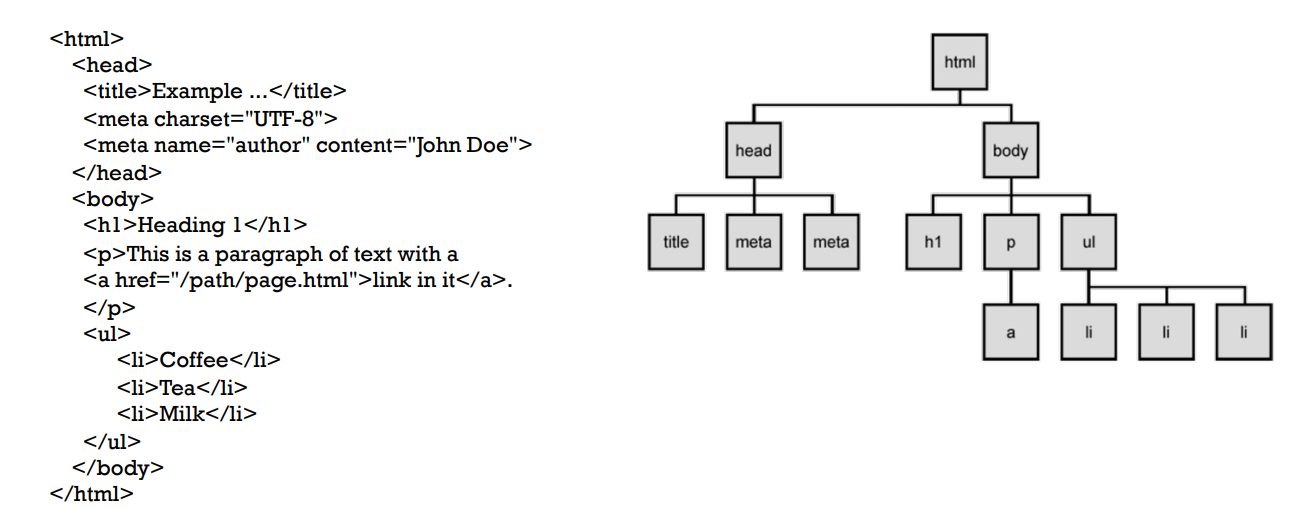 <html>
<head>
<title>Example ...</title>
<meta charset="UTF-8">
<meta name="author" content="John Doe">
</head>
<body>
<h1>Heading 1</h1>
<p>This is a paragraph of text with a
<a href="/path/page.html">link in it</a>.
</p>
<ul>
<li>Coffee</li>
<li>Tea</li>
<li>Milk</li>
</ul>
</body>
</html>
html
head body
title meta meta h1 p ul
a li li li